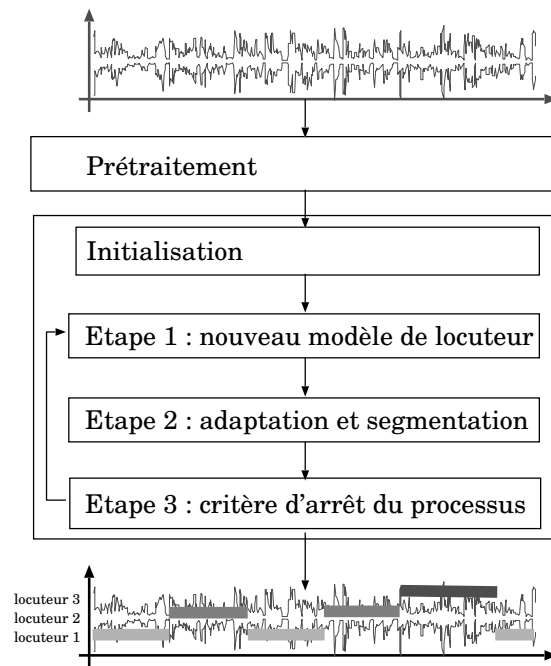 Prétraitement
Initialisation
Etape 1 : nouveau modèle de locuteur
Etape 2 : adaptation et segmentation
Etape 3 : critère d'arrêt du processus
locuteur 3
locuteur 2
locuteur 1